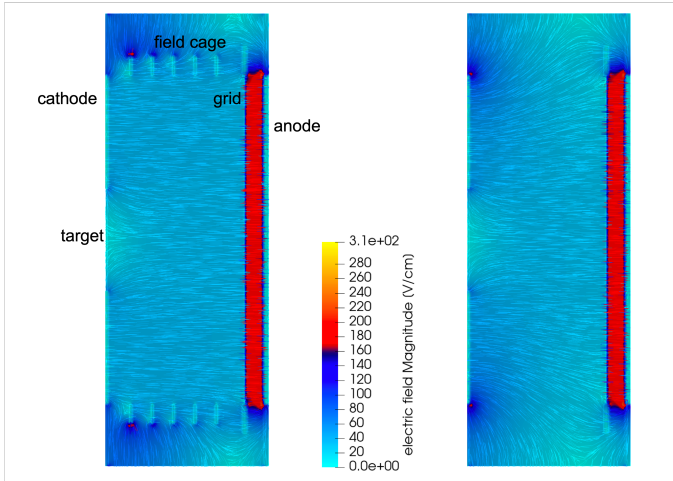 field cage
cathode
grid
anode
target
3.1e+02
280
260
240
220
200
180
160
140
120
100
80
60
40
20
0.0e+00
electric field Magnitude (V/cm)